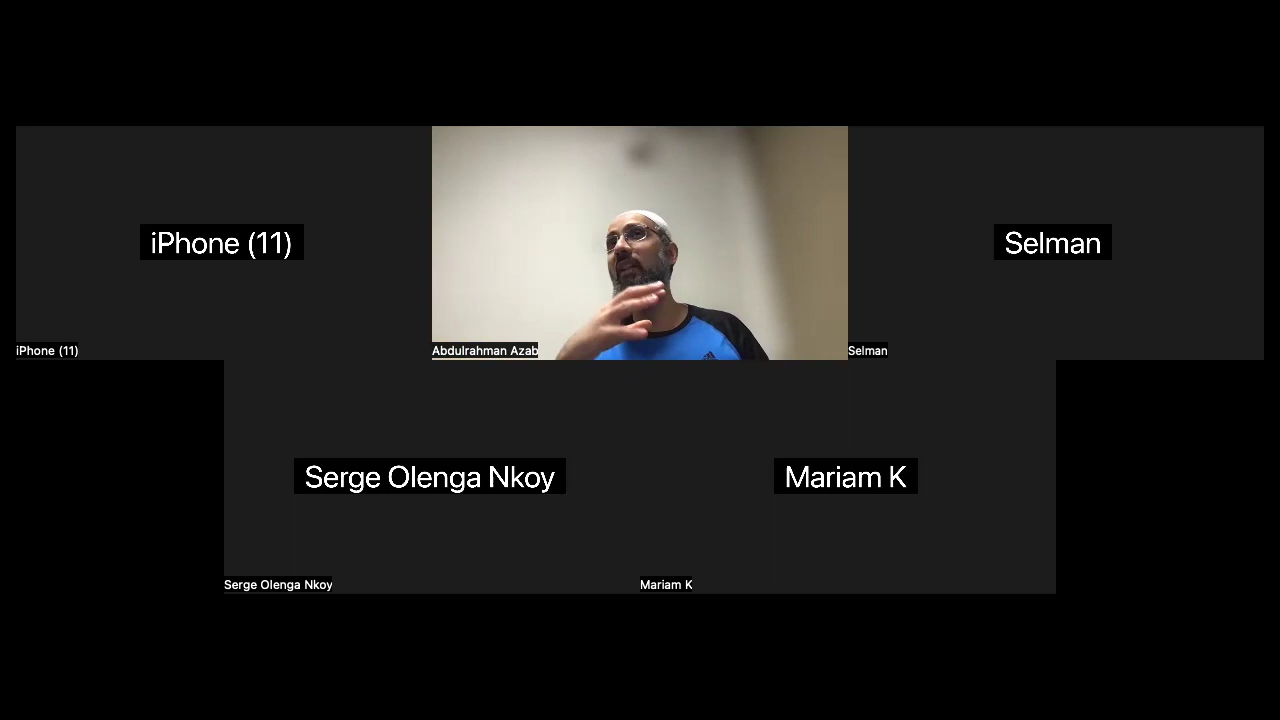 iPhone (11)
Selman
iPhone (11)
Abdulrahman Azab
Selman
Serge Olenga Nkoy
Mariam K
Serge Olenga Nkoy
Mariam K